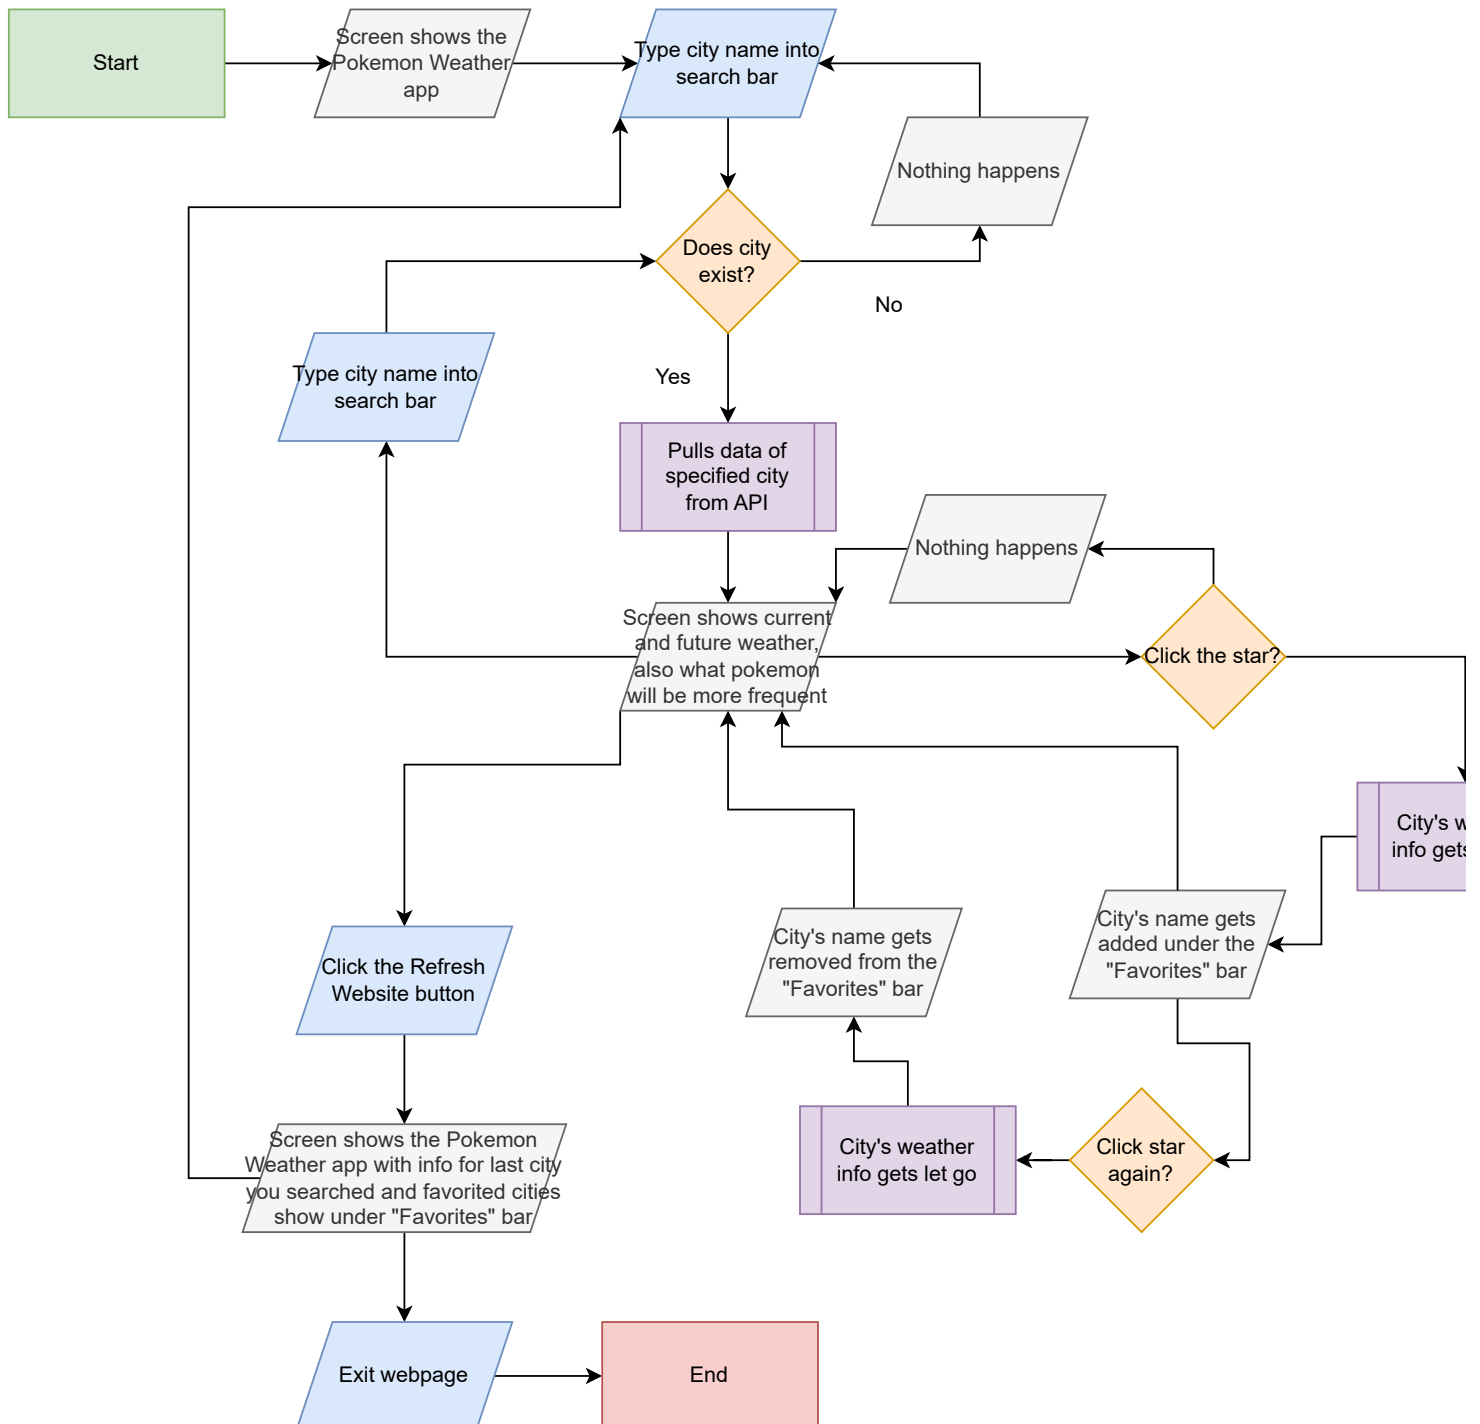 Start
Screen shows the
Pokemon Weather
app
Type city name into
search bar
Nothing happens
Does city
exist?
No
Type city name into
search bar
Yes
Pulls data of
specified city
from API
Nothing happens
Screen shows current
and future weather,
also what pokemon
will be more frequent
Click the star?
City's
info gets
City's name gets
added under the
"Favorites" bar
City's name gets
removed from the
"Favorites" bar
Click the Refresh
Website button
Screen shows the Pokemon
Weather app with info for last city
you searched and favorited cities
show under "Favorites" bar
City's weather
info gets let go
Click star
again?
Exit webpage
End